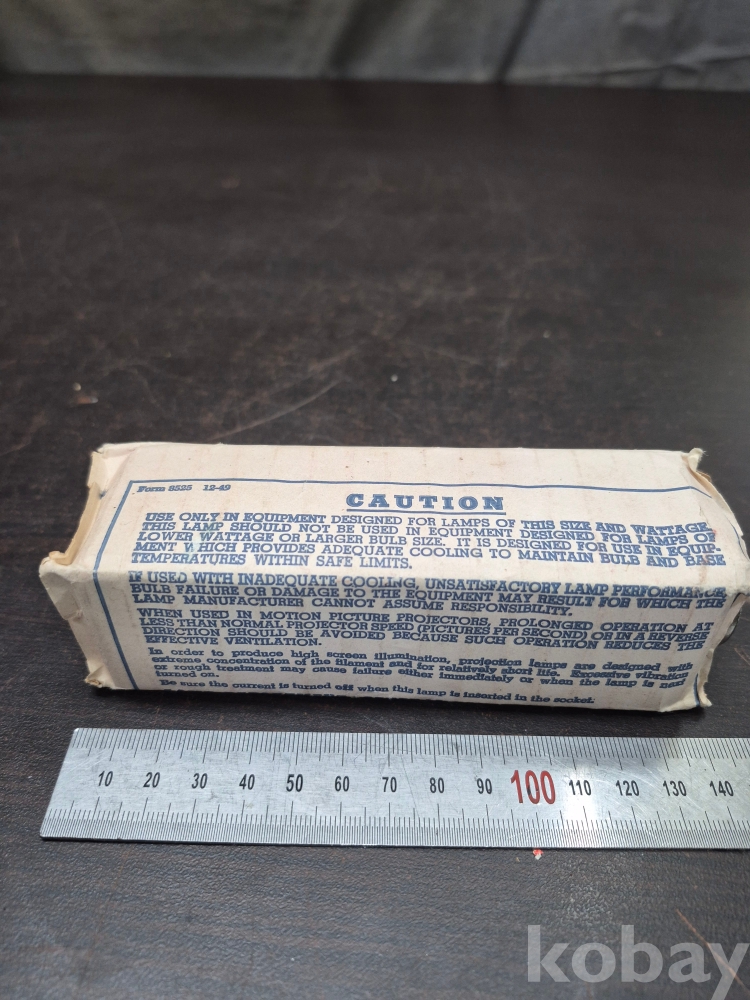 Form 8525 12-49
CAUTION
USE ONLY IN EQUIPMENT DESIGNED FOR LAMPS OF THIS SIZE AND WATTAGE.
THIS LAMP SHOULD NOT BE USED IN EQUIPMENT DESIGNED FOR LAMPS OF
LOWER WATTAGE OR LARGER BULB SIZE. IT IS DESIGNED FOR USE IN EQUIP-
MENT WHICH PROVIDES ADEQUATE COOLING TO MAINTAIN BULB AND BASE
TEMPERATURES WITHIN SAFE LIMITS.
IF USED WITH INADEQUATE COOLING, UNSATISFACTORY LAMP PERFORMANCE
BULB FAILURE OR DAMAGE TO THE EQUIPMENT MAY RESULT FOR WHICH THE
LAMP MANUFACTURER CANNOT ASSUME RESPONSIBILITY.
WHEN USED IN MOTION PICTURE PROJECTORS, PROLONGED OPERATION AT
LESS THAN NORMAL PROJECTOR SPEED (PICTURES PER SECOND) OR IN A REVERSE
DIRECTION SHOULD BE AVOIDED BECAUSE SUCH OPERATION REDUCES THE
EFFECTIVE VENTILATION.
In order to produce high screen illumination, projection lamps are designed with
extreme concentration of the filament and for relatively short life. Excessive vibration
or rough treatment may cause failure either immediately or when the lamp is next
turned on.
Be sure the current is turned off when this lamp is inserted in the socket.
10 20 30 40 50 60 70 80 90 100 110 120 130 140
kobay